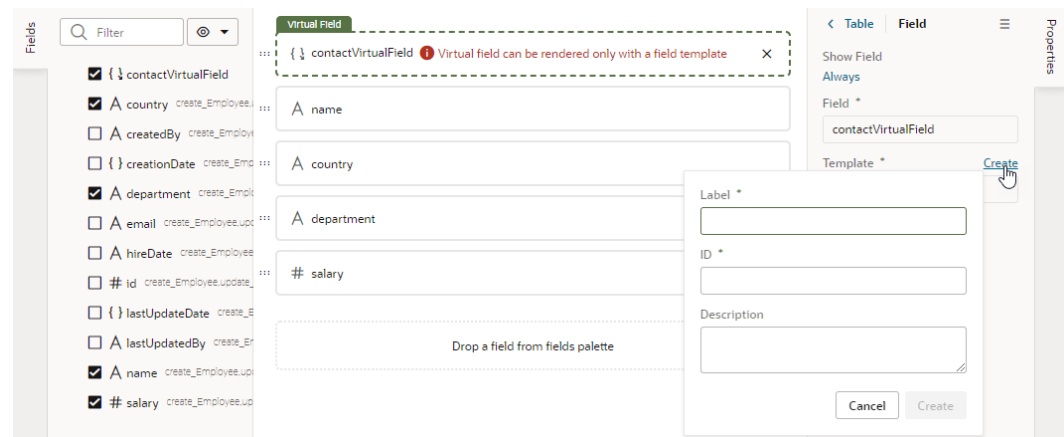 Fields
Filter
{ } contactVirtualField
A country create_Employee.
A createdBy create_Employ
{ } creationDate create_Emp
A department create_Emplo
A email create_Employee.upd
A hireDate create_Employee
# id create_Employee.update_
{ } lastUpdateDate create_E
A lastUpdatedBy create_Er
A name create_Employee.up
# salary create_Employee.up
Virtual Field
{ } contactVirtualField Virtual field can be rendered only with a field template
A name
A country
A department
# salary
Drop a field from fields palette
Table Field
Show Field
Always
Field *
contactVirtualField
Template * Create
Label *
ID *
Description
Cancel Create
Properties